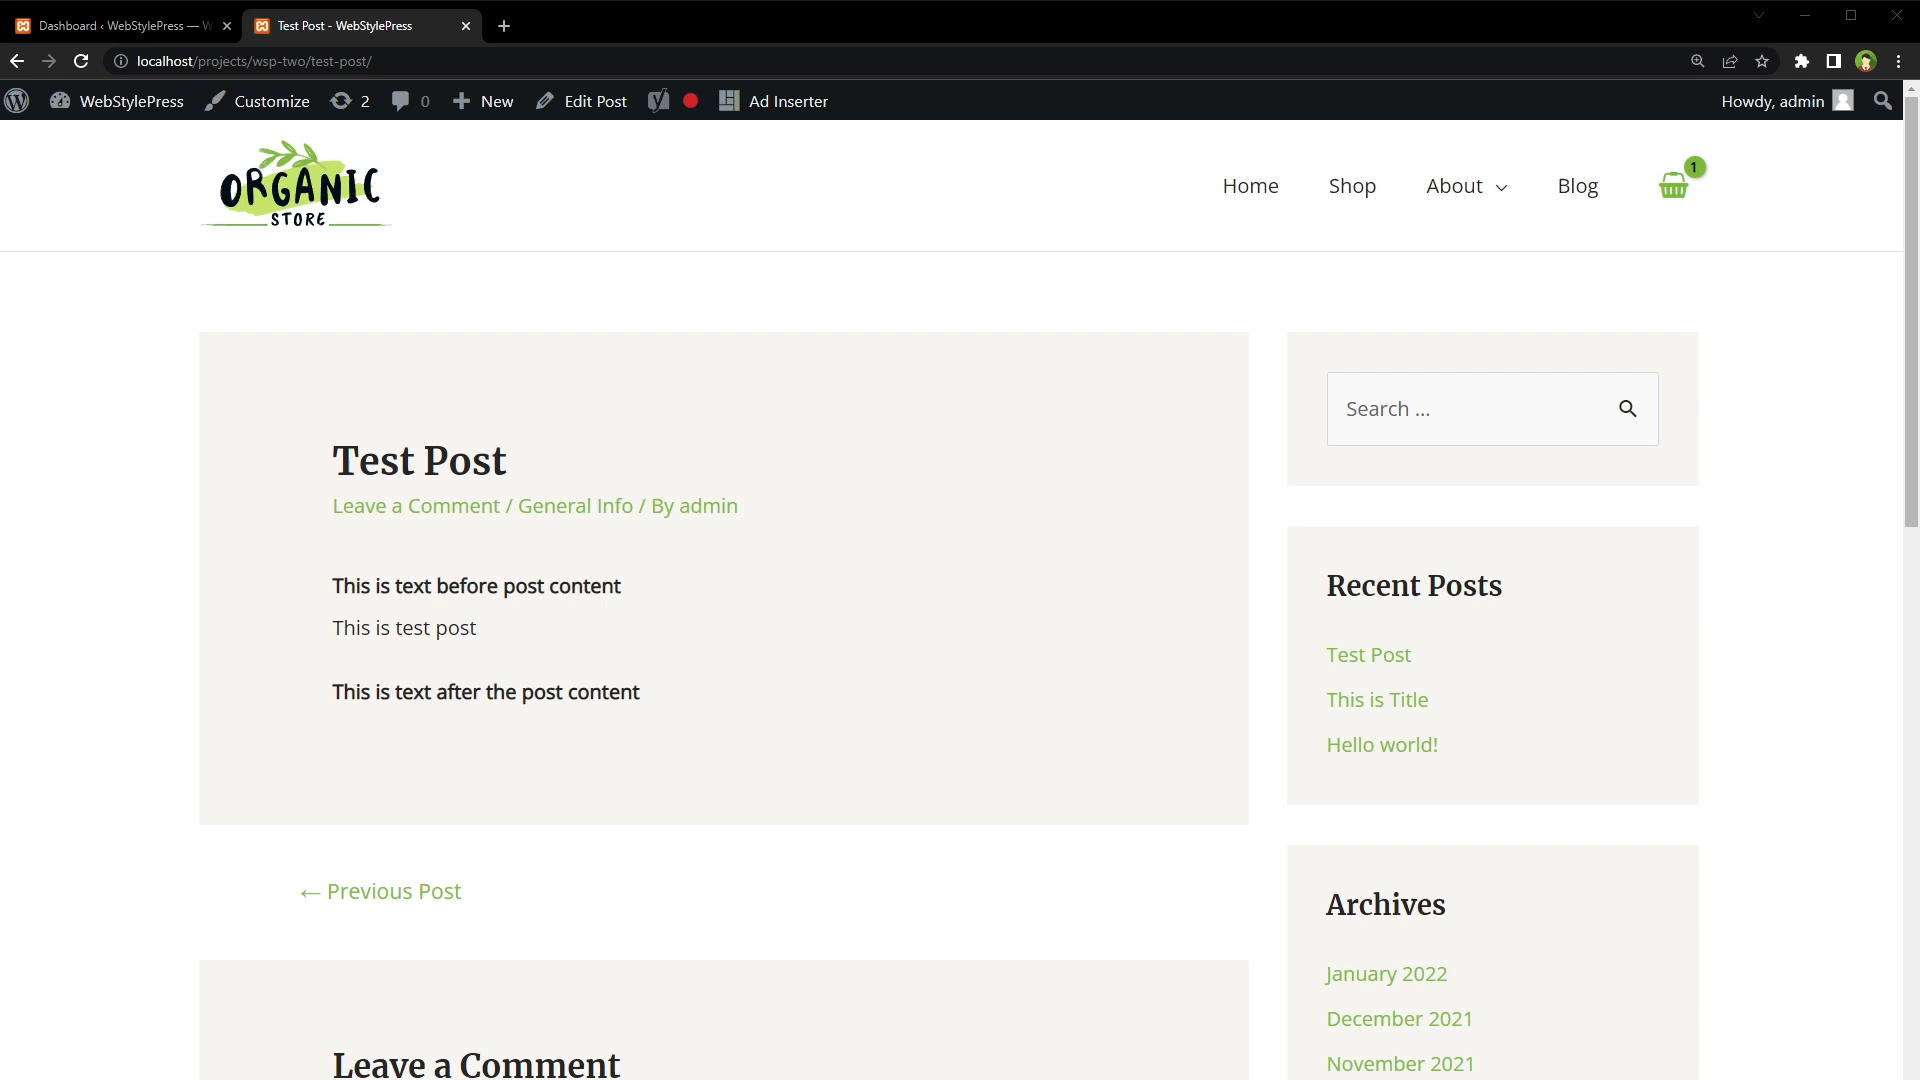 Dashboard ‹ WebStylePress — W
Test Post - WebStylePress
localhost/projects/wsp-two/test-post/
WebStylePress
Customize
2
0
New
Edit Post
Ad Inserter
Howdy, admin
ORGANIC
STORE
Home
Shop
About
Blog
1
Test Post
Leave a Comment / General Info / By admin
This is text before post content
This is test post
This is text after the post content
← Previous Post
Leave a Comment
Search ...
Recent Posts
Test Post
This is Title
Hello world!
Archives
January 2022
December 2021
November 2021